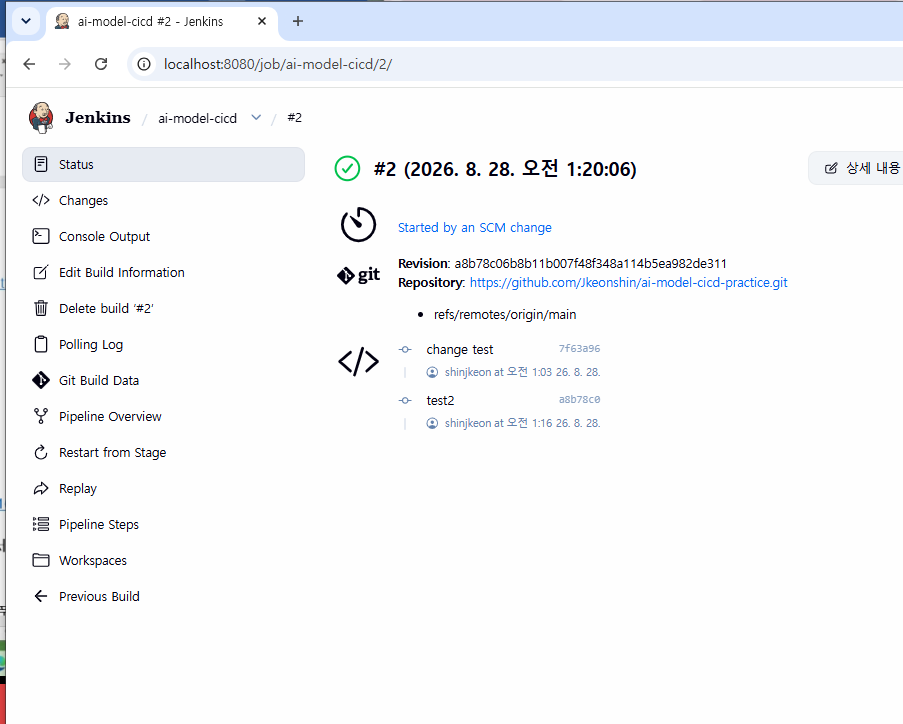 ai-model-cicd #2 - Jenkins
localhost:8080/job/ai-model-cicd/2/
Jenkins / ai-model-cicd / #2
Status
Changes
Console Output
Edit Build Information
Delete build ‘#2’
Polling Log
Git Build Data
Pipeline Overview
Restart from Stage
Replay
Pipeline Steps
Workspaces
Previous Build
#2 (2026. 8. 28. 오전 1:20:06)
상세 내용
Started by an SCM change
git
Revision: a8b78c06b8b11b007f48f348a114b5ea982de311
Repository: https://github.com/Jkeonshin/ai-model-cicd-practice.git
refs/remotes/origin/main
change test 7f63a96
shinjkeon at 오전 1:03 26. 8. 28.
test2 a8b78c0
shinjkeon at 오전 1:16 26. 8. 28.